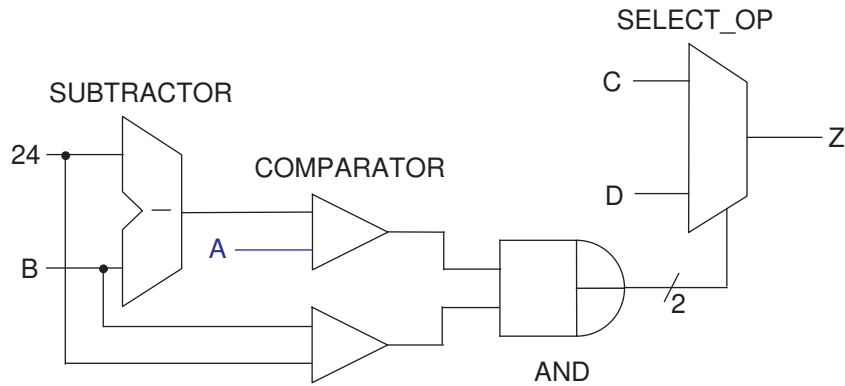 SELECT_OP
C
SUBTRACTOR
Z
24
COMPARATOR
D
–
A
B
2
AND